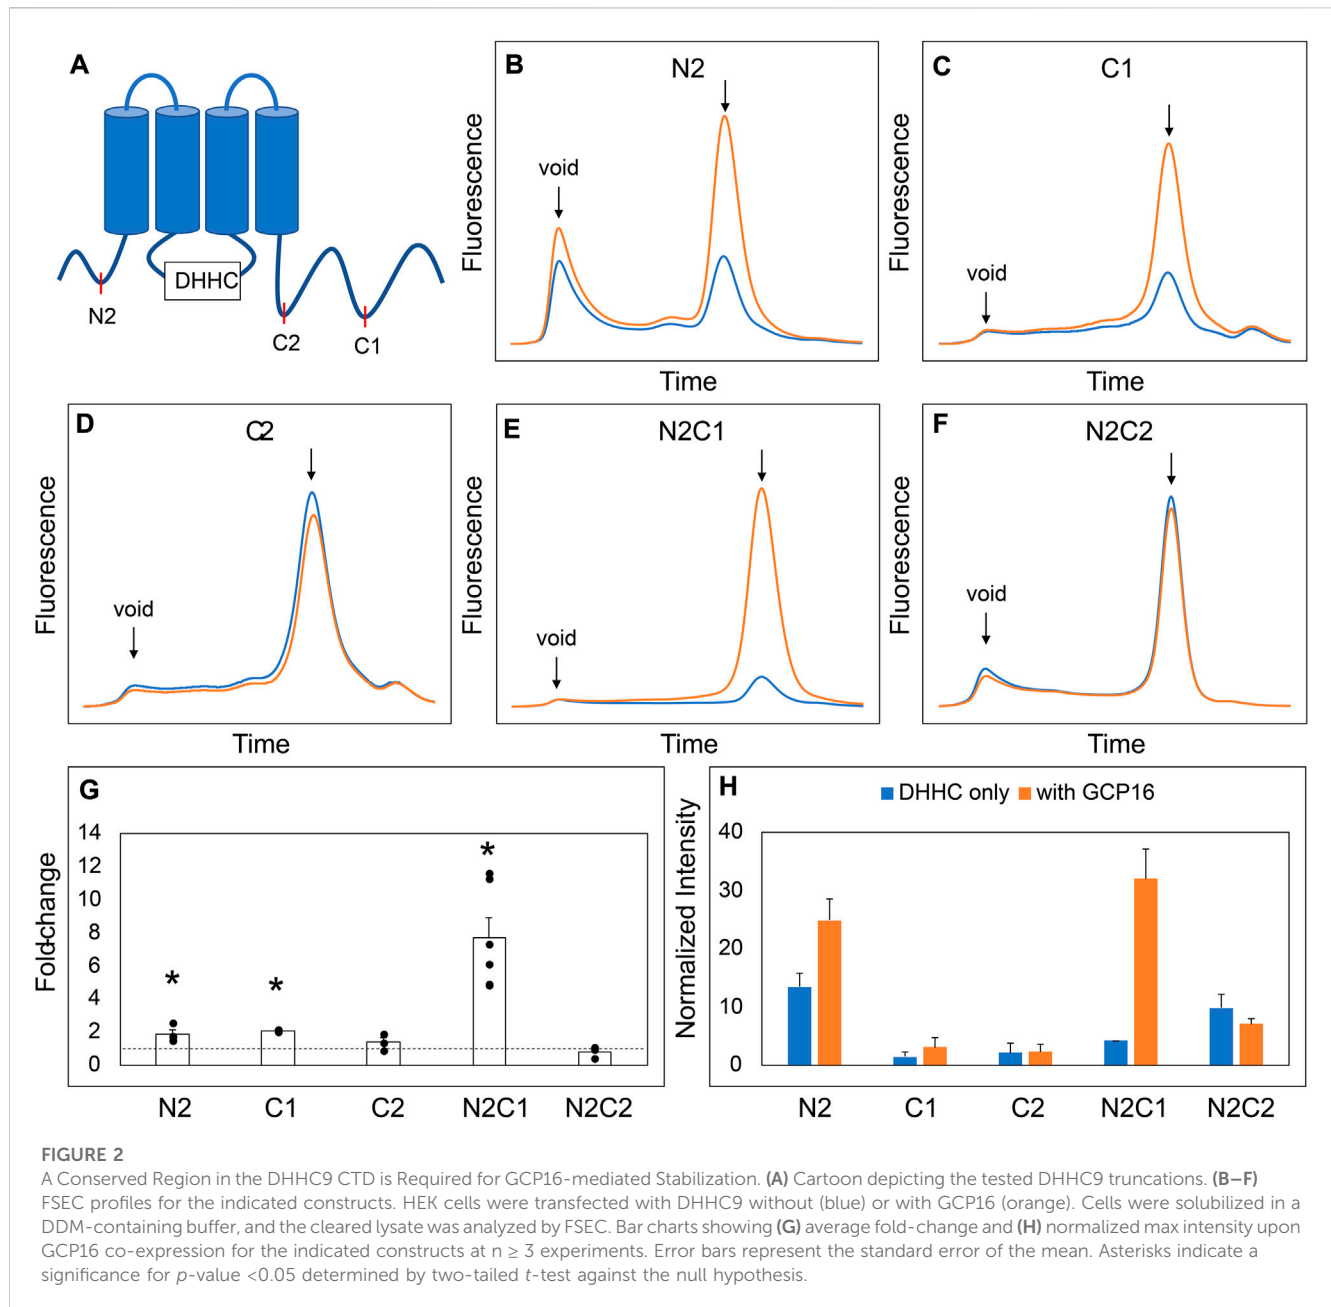 A
DHHC
N2
C2
C1
B
N2
void
Fluorescence
Time
C
C1
void
Fluorescence
Time
D
C2
void
Fluorescence
Time
E
N2C1
void
Fluorescence
Time
F
N2C2
void
Fluorescence
Time
G
Fold-change
14
12
10
8
6
4
2
0
*
*
*
N2 C1 C2 N2C1 N2C2
H
DHHC only with GCP16
Normalized Intensity
40
30
20
10
0
N2 C1 C2 N2C1 N2C2
FIGURE 2
A Conserved Region in the DHHC9 CTD is Required for GCP16-mediated Stabilization. (A) Cartoon depicting the tested DHHC9 truncations. (B–F)
FSEC profiles for the indicated constructs. HEK cells were transfected with DHHC9 without (blue) or with GCP16 (orange). Cells were solubilized in a
DDM-containing buffer, and the cleared lysate was analyzed by FSEC. Bar charts showing (G) average fold-change and (H) normalized max intensity upon
GCP16 co-expression for the indicated constructs at n ≥ 3 experiments. Error bars represent the standard error of the mean. Asterisks indicate a
significance for p-value <0.05 determined by two-tailed t-test against the null hypothesis.